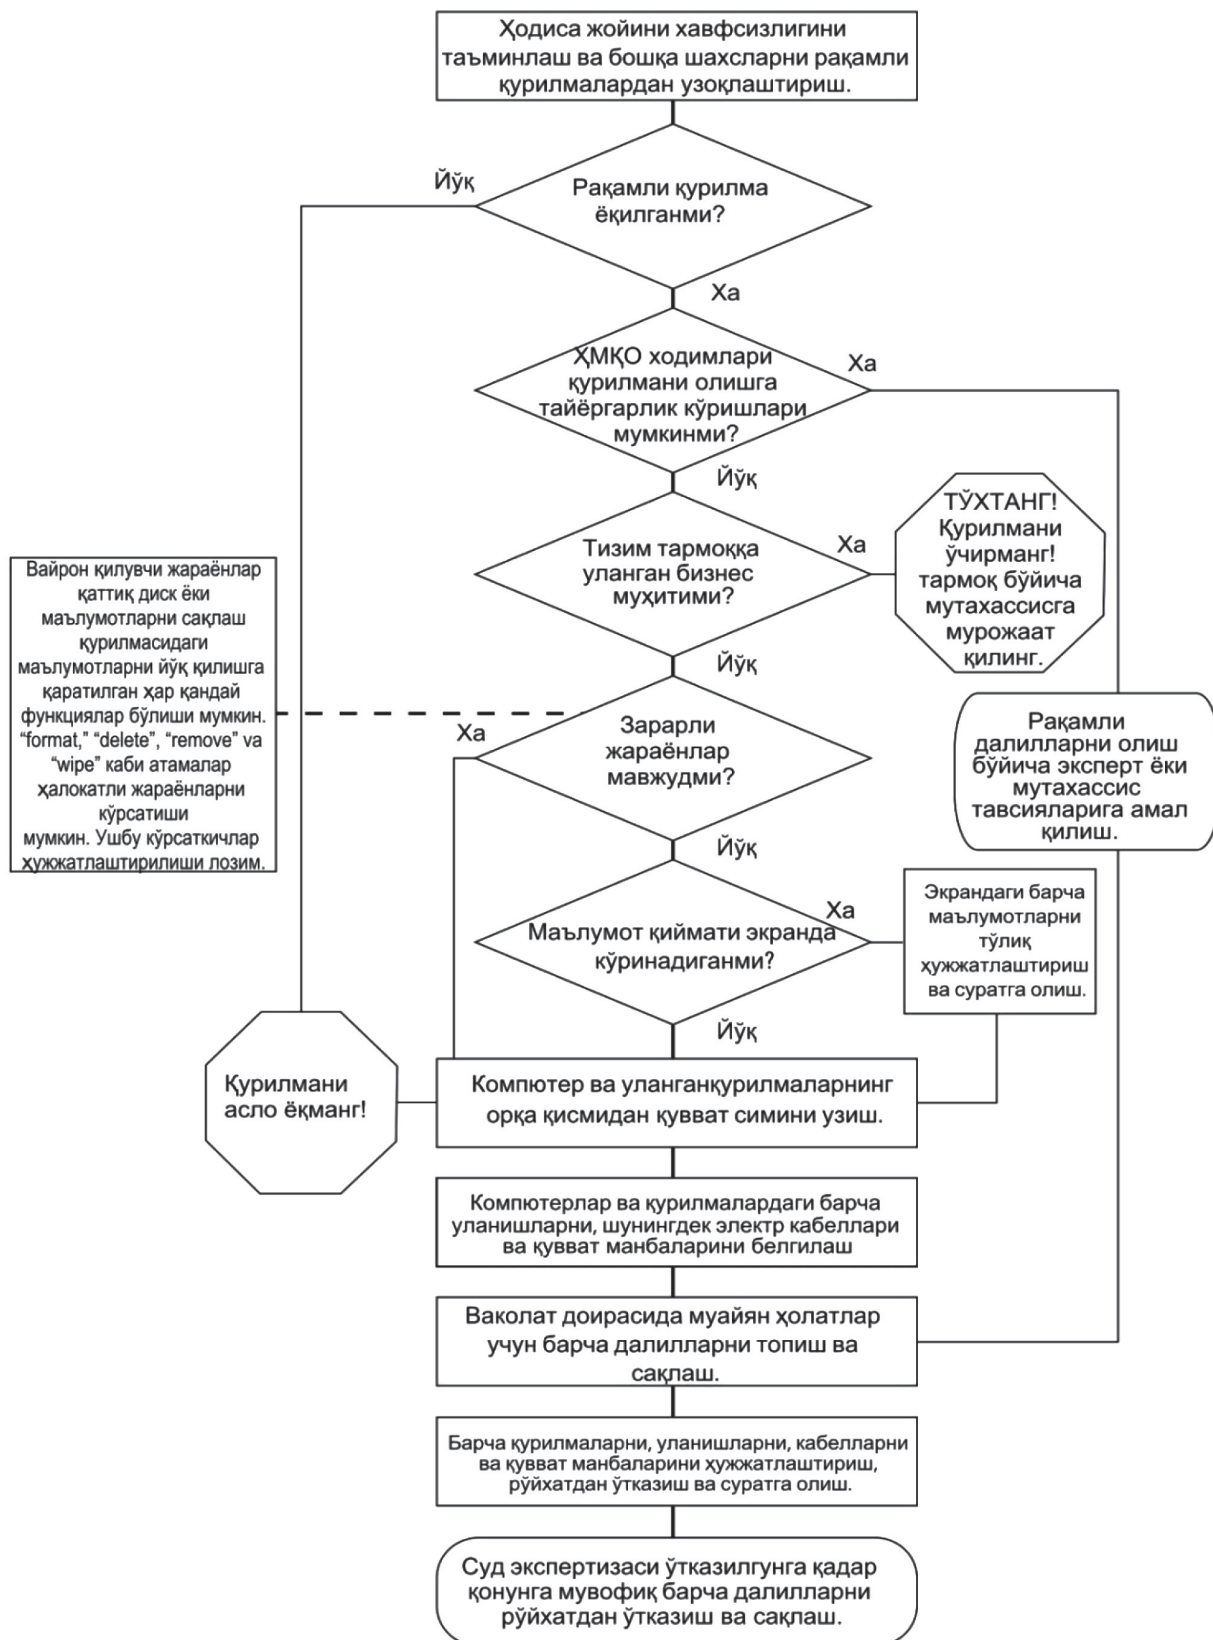 Ҳодиса жойини хавфсизлигини
таъминлаш ва бошқа шахсларни рақамли
қурилмалардан узоқлаштириш.
Йўқ
Рақамли қурилма
ёқилганми?
Ха
ҲМҚО ходимлари
қурилмани олишга
тайёргарлик кўришлари
мумкинми?
Ха
Йўқ
Тизим тармоққа
уланган бизнес
муҳитими?
Ха
ТЎХТАНГ!
Қурилмани
ўчирманг!
тармоқ бўйича
мутахассисга
мурожаат
қилинг.
Йўқ
Вайрон қилувчи жараёнлар
қаттиқ диск ёки
маълумотларни сақлаш
қурилмасидаги
маълумотларни йўқ қилишга
қаратилган ҳар қандай
функциялар бўлиши мумкин.
“format,” “delete”, “remove” va
“wipe” каби атамалар
ҳалокатли жараёнларни
кўрсатиши
мумкин. Ушбу кўрсаткичлар
ҳужжатлаштирилиши лозим.
Ха
Зарарли
жараёнлар
мавжудми?
Рақамли
далилларни олиш
бўйича эксперт ёки
мутахассис
тавсияларига амал
қилиш.
Йўқ
Маълумот қиймати экранда
кўринадиганми?
Ха
Экрандаги барча
маълумотларни
тўлиқ
ҳужжатлаштириш
ва суратга олиш.
Йўқ
Қурилмани
асло ёқманг!
Компютер ва уланганқурилмаларнинг
орқа қисмидан қувват симини узиш.
Компютерлар ва қурилмалардаги барча
уланишларни, шунингдек электр кабеллари
ва қувват манбаларини белгилаш
Ваколат доирасида муайян ҳолатлар
учун барча далилларни топиш ва
сақлаш.
Барча қурилмаларни, уланишларни, кабелларни
ва қувват манбаларини ҳужжатлаштириш,
рўйхатдан ўтказиш ва суратга олиш.
Суд экспертизаси ўтказилгунга қадар
қонунга мувофиқ барча далилларни
рўйхатдан ўтказиш ва сақлаш.